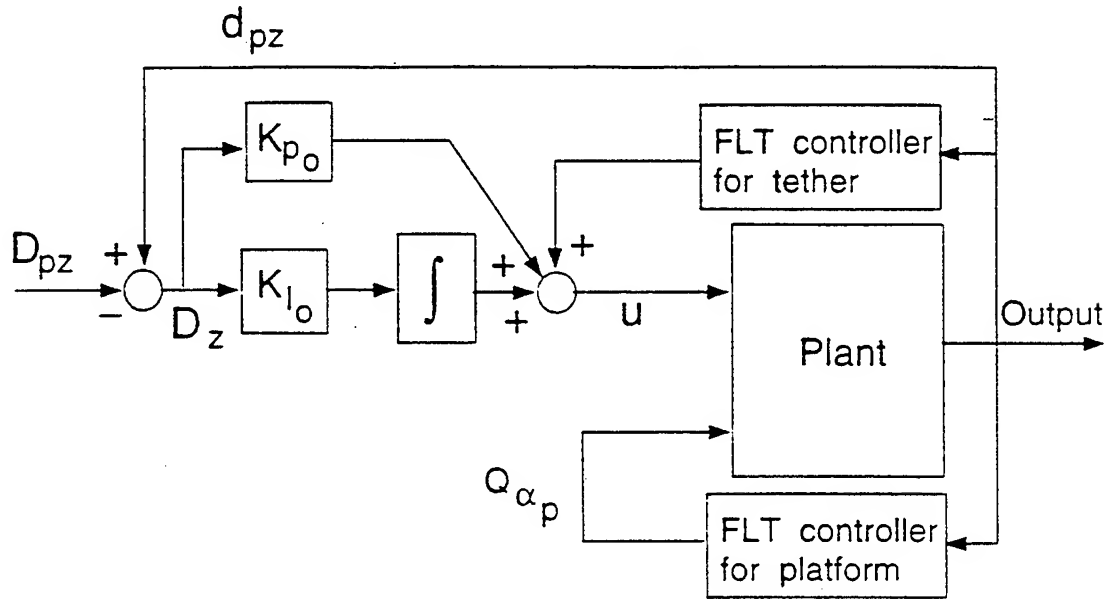 d_pz
K_p_o
FLT controller
for tether
D_pz
+
−
D_z
K_I_o
∫
+
+
+
u
Plant
Output
Q_α_p
FLT controller
for platform